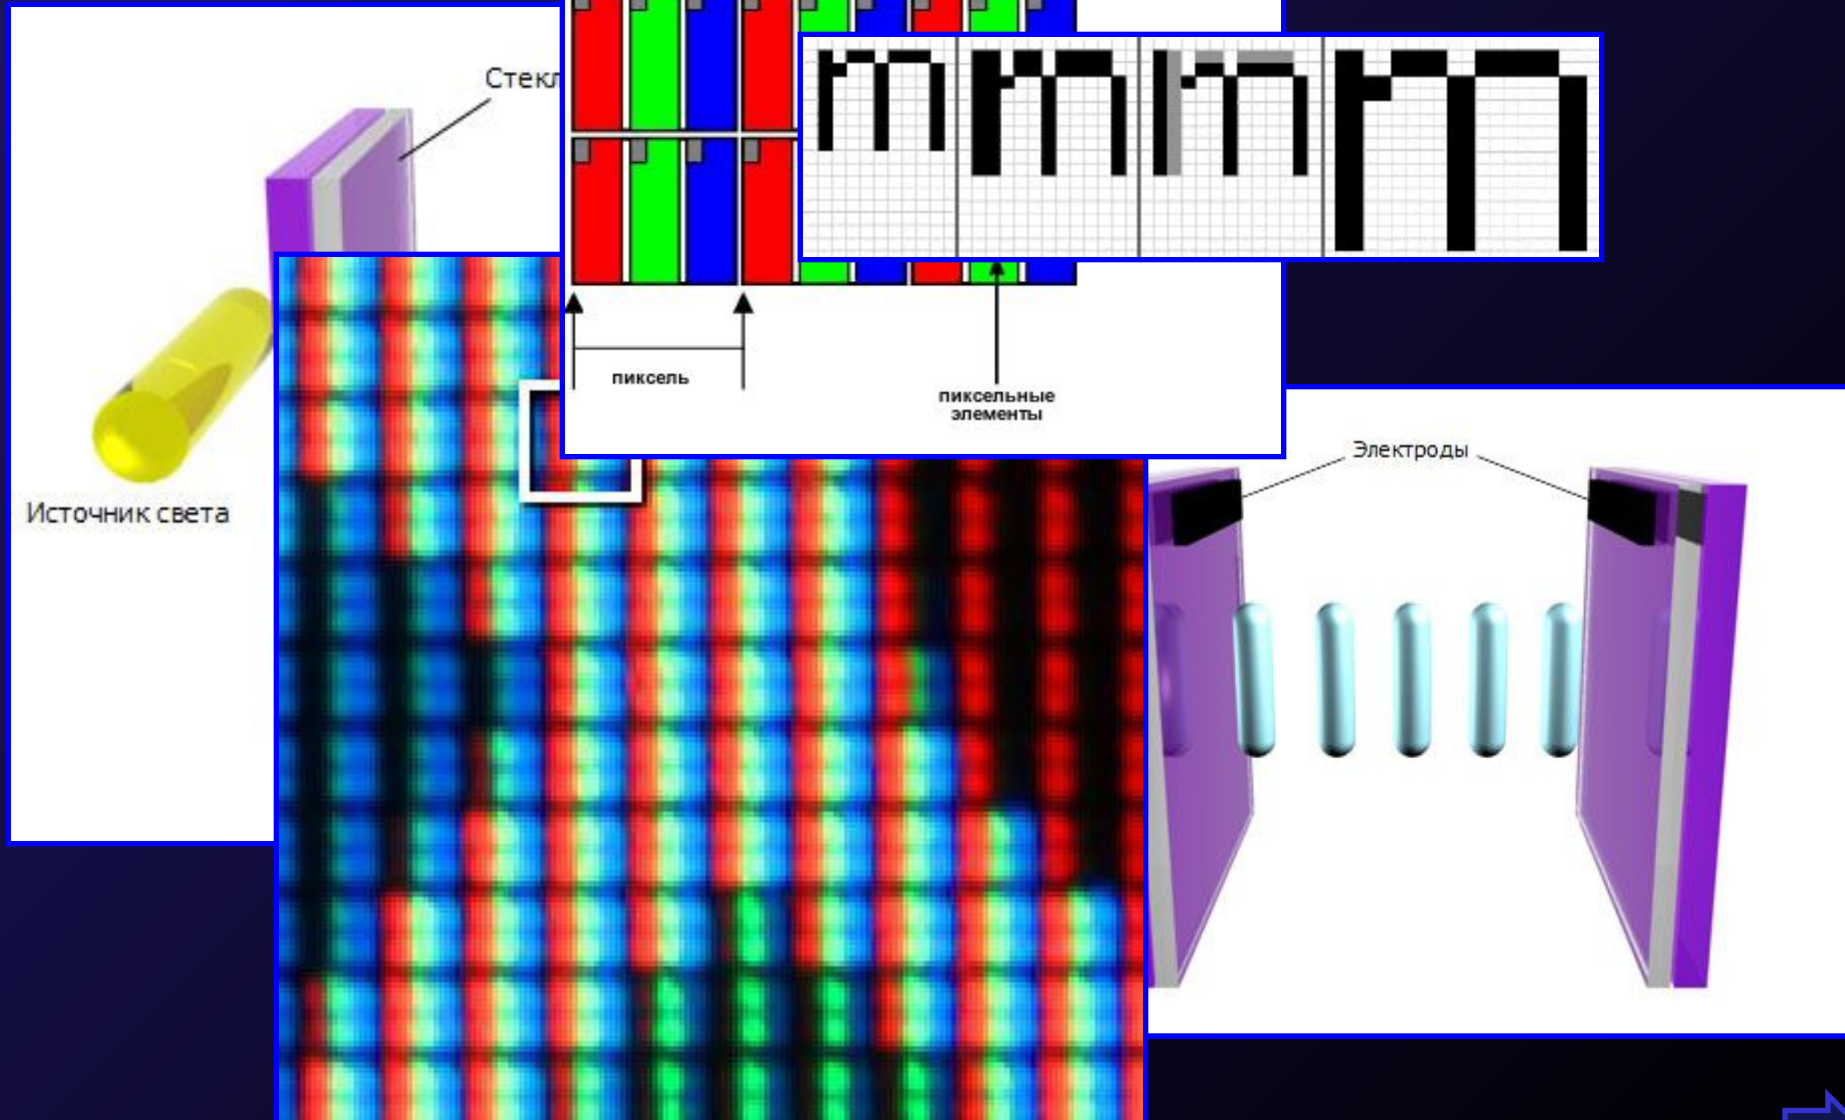 Стекл
m m m m
пиксель
пиксельные
элементы
Электроды
Источник света